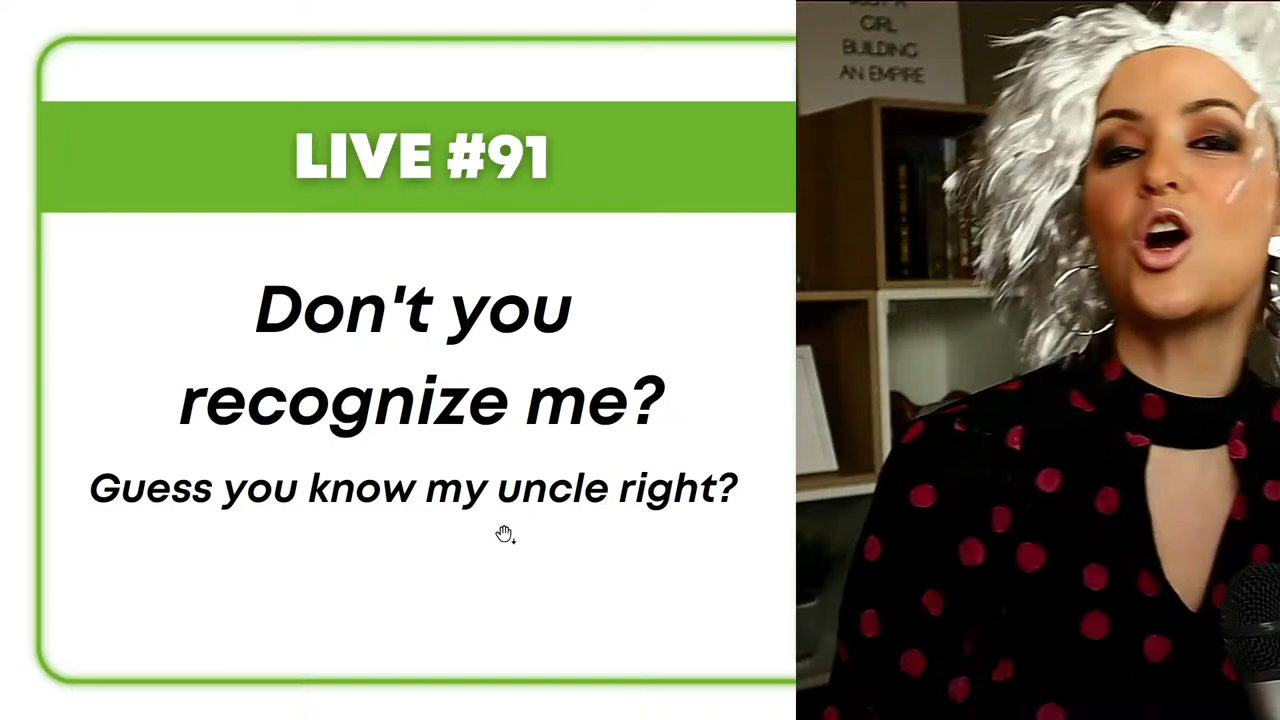 LIVE #91
Don't you
recognize me?
Guess you know my uncle right?
GIRL
BUILDING
AN EMPIRE